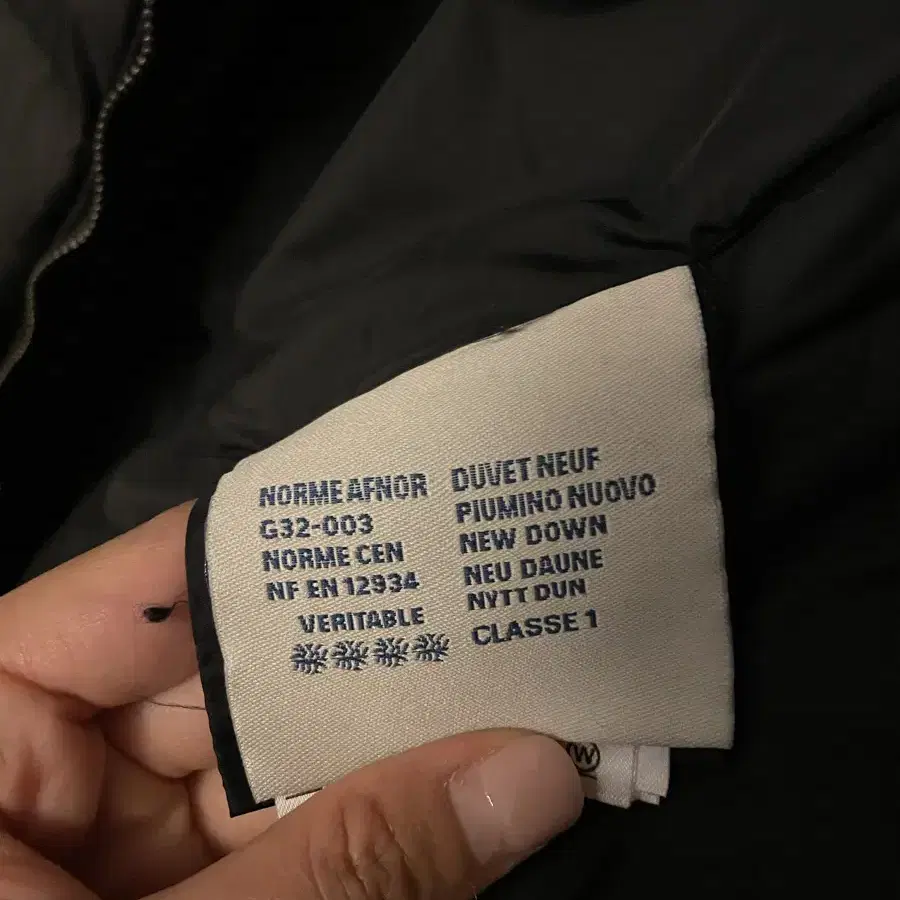 NORME AFNOR
G32-003
NORME CEN
NF EN 12934
VERITABLE
DUVET NEUF
PIUMINO NUOVO
NEW DOWN
NEU DAUNE
NYTT DUN
CLASSE 1
W